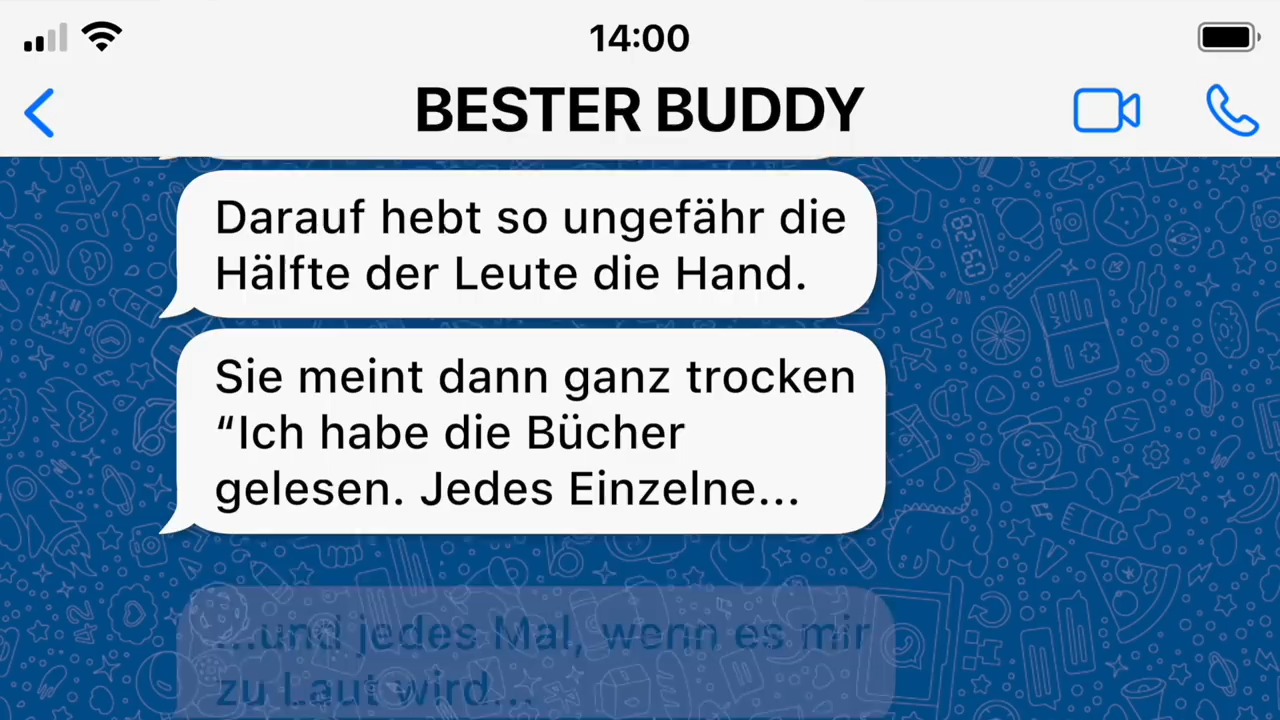 14:00
BESTER BUDDY
Darauf hebt so ungefähr die
Hälfte der Leute die Hand.
Sie meint dann ganz trocken
“Ich habe die Bücher
gelesen. Jedes Einzelne...
...und jedes Mal, wenn es mir
zu Laut wird...